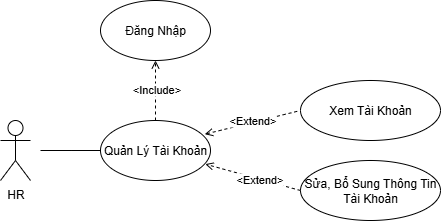 Đăng Nhập
<Include>
Xem Tài Khoản
<Extend>
Quản Lý Tài Khoản
<Extend>
Sửa, Bổ Sung Thông Tin
Tài Khoản
HR